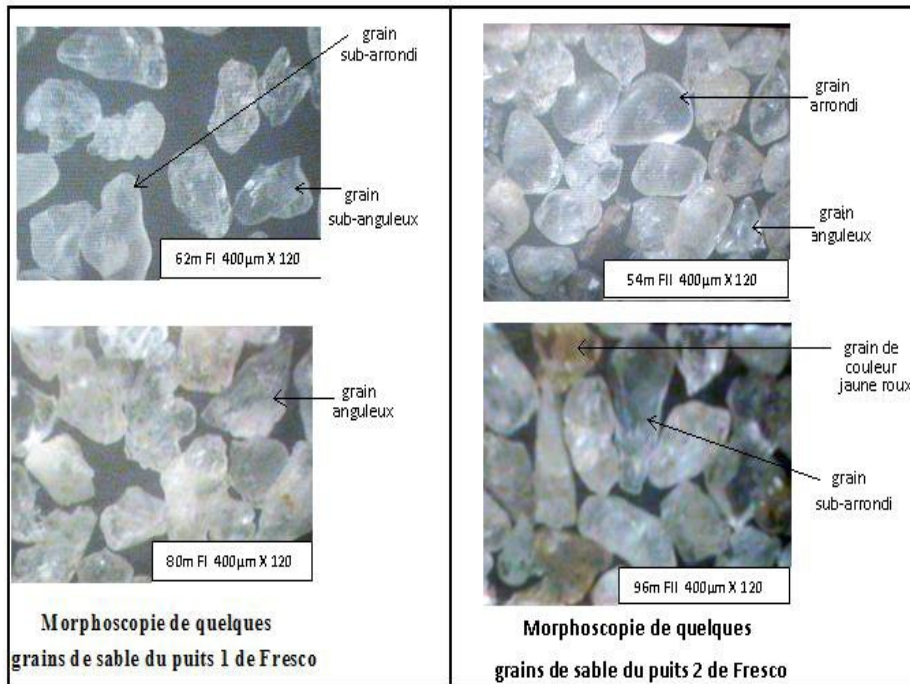 grain
sub-arrondi
grain
sub-anguleux
62m FI 400µm X 120
grain
anguleux
80m FI 400µm X 120
Morphoscopie de quelques
grains de sable du puits 1 de Fresco
grain
arrondi
grain
anguleux
54m FII 400µm X 120
grain de
couleur
jaune roux
grain
sub-arrondi
96m FII 400µm X 120
Morphoscopie de quelques
grains de sable du puits 2 de Fresco